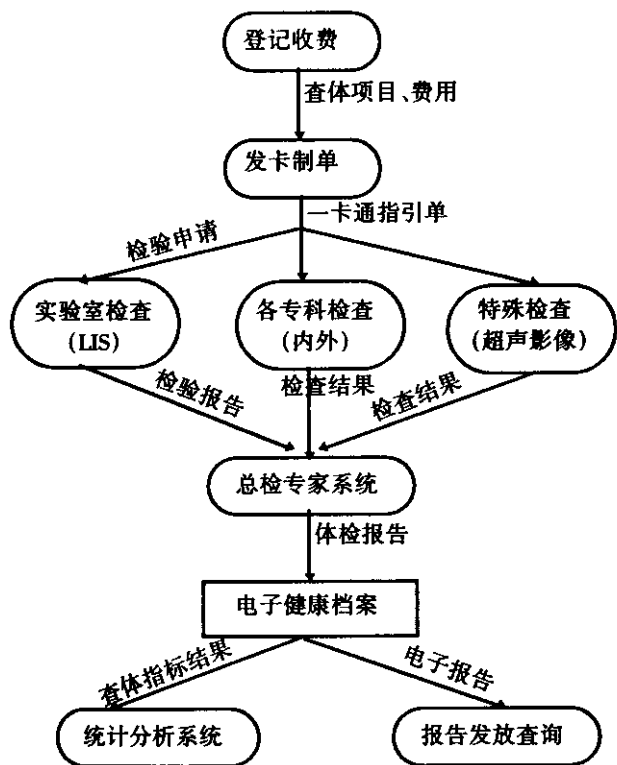 登记收费
查体项目、费用
发卡制单
一卡通指引单
检验申请
实验室检查
(LIS)
各专科检查
(内外)
特殊检查
(超声影像)
检验报告
检查结果
检查结果
总检专家系统
体检报告
电子健康档案
查体指标结果
电子报告
统计分析系统
报告发放查询